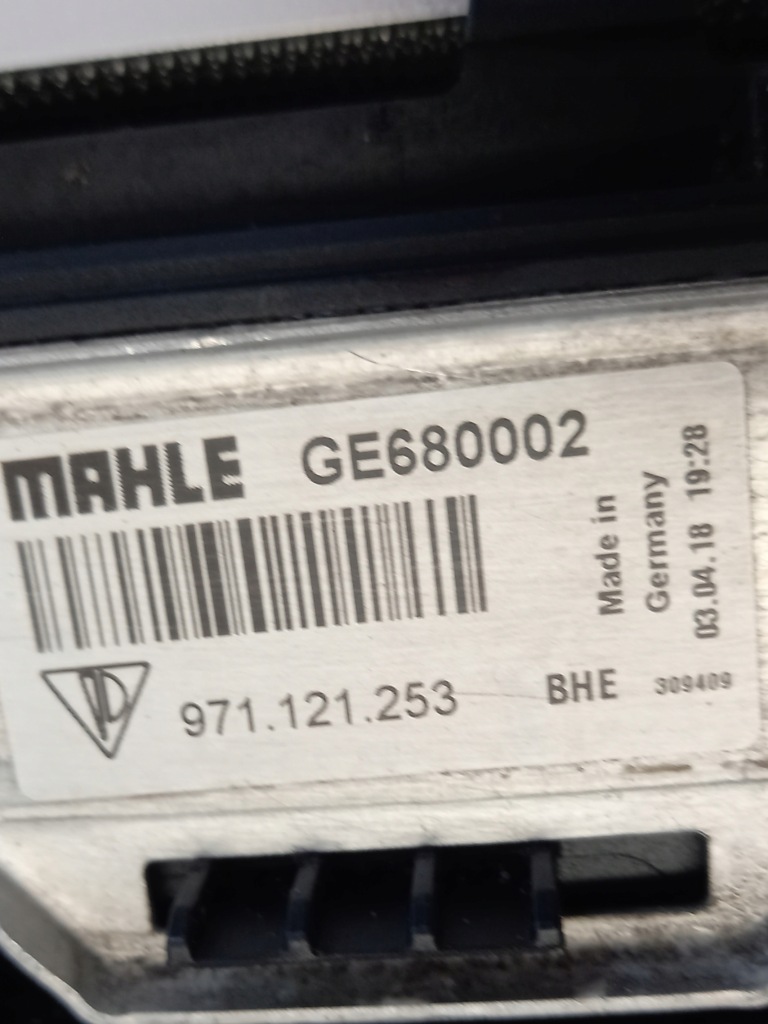 MAHLE GE680002
Made in
Germany
03.04.18 19:28
971.121.253 BHE 309409